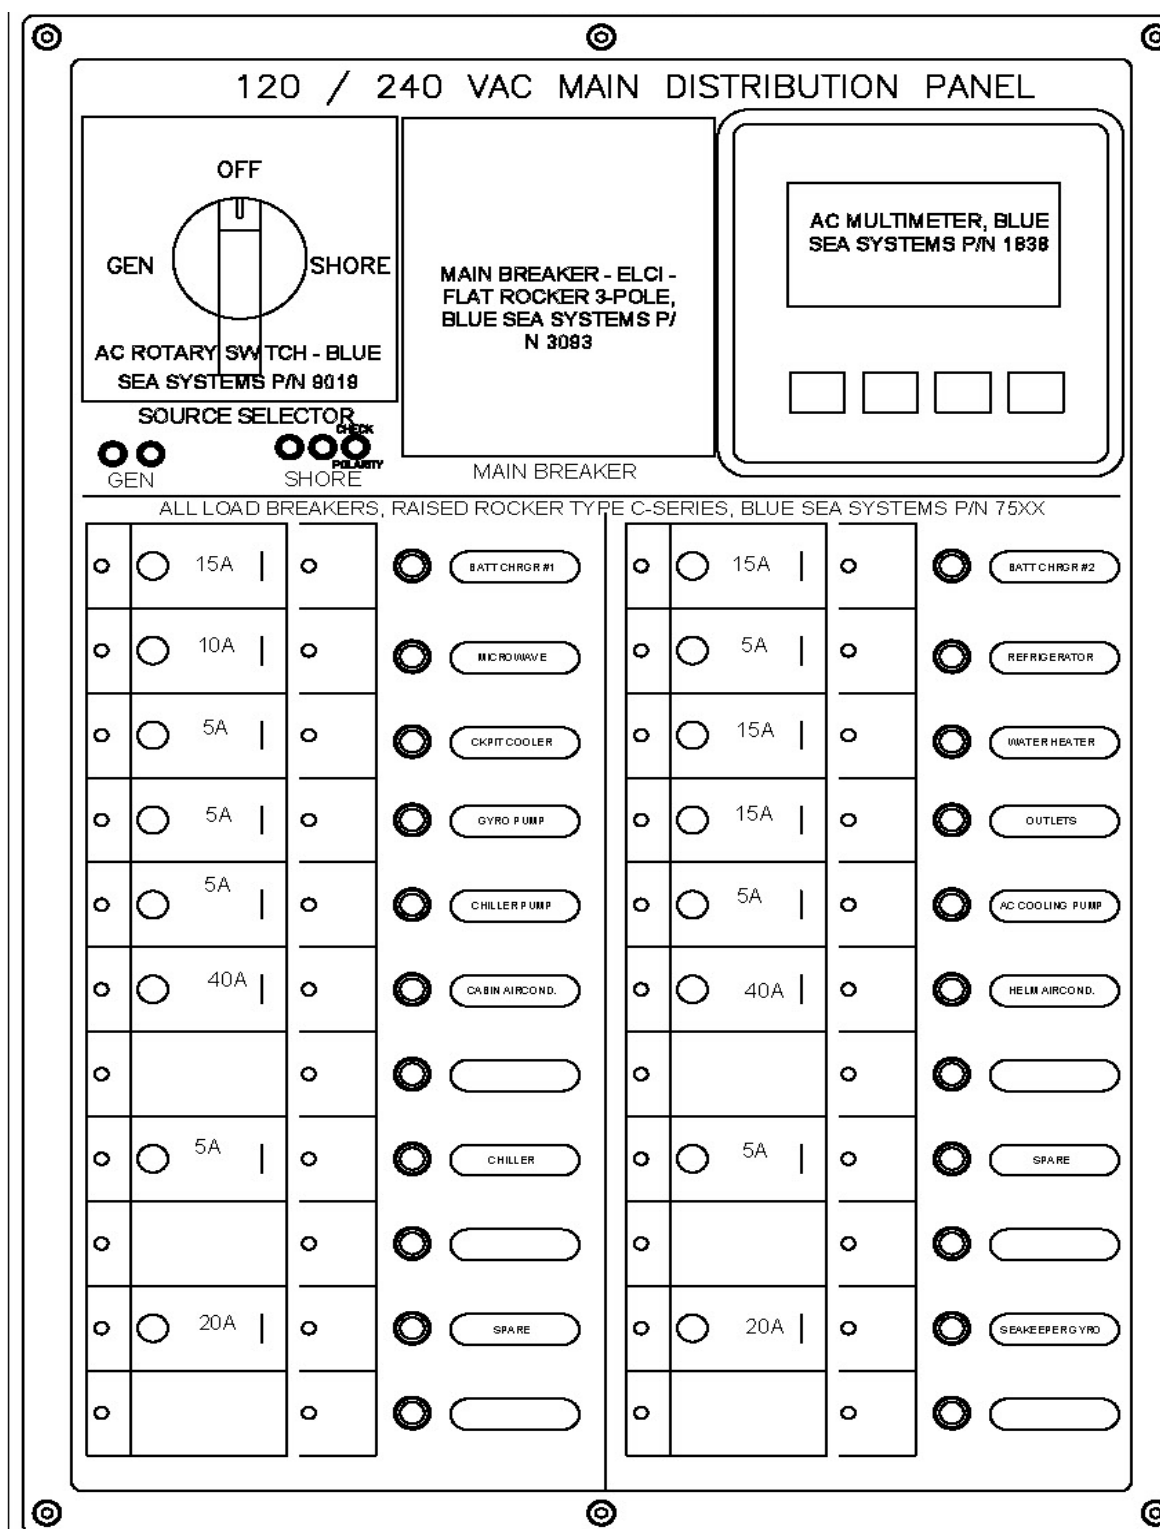 120 / 240 VAC MAIN DISTRIBUTION PANEL
OFF
GEN
SHORE
AC ROTARY SWITCH - BLUE
SEA SYSTEMS P/N 9019
SOURCE SELECTOR
CHECK
POLARITY
GEN
SHORE
MAIN BREAKER - ELCI -
FLAT ROCKER 3-POLE,
BLUE SEA SYSTEMS P/
N 3093
MAIN BREAKER
AC MULTIMETER, BLUE
SEA SYSTEMS P/N 1838
ALL LOAD BREAKERS, RAISED ROCKER TYPE C-SERIES, BLUE SEA SYSTEMS P/N 75XX
15A BATT CHRGR #1
10A MICROWAVE
5A CKPIT COOLER
5A GYRO PUMP
5A CHILLER PUMP
40A CABIN AIRCOND.
5A CHILLER
20A SPARE
15A BATT CHRGR #2
5A REFRIGERATOR
15A WATER HEATER
15A OUTLETS
5A AC COOLING PUMP
40A HELM AIRCOND.
5A SPARE
20A SEAKEEPER GYRO